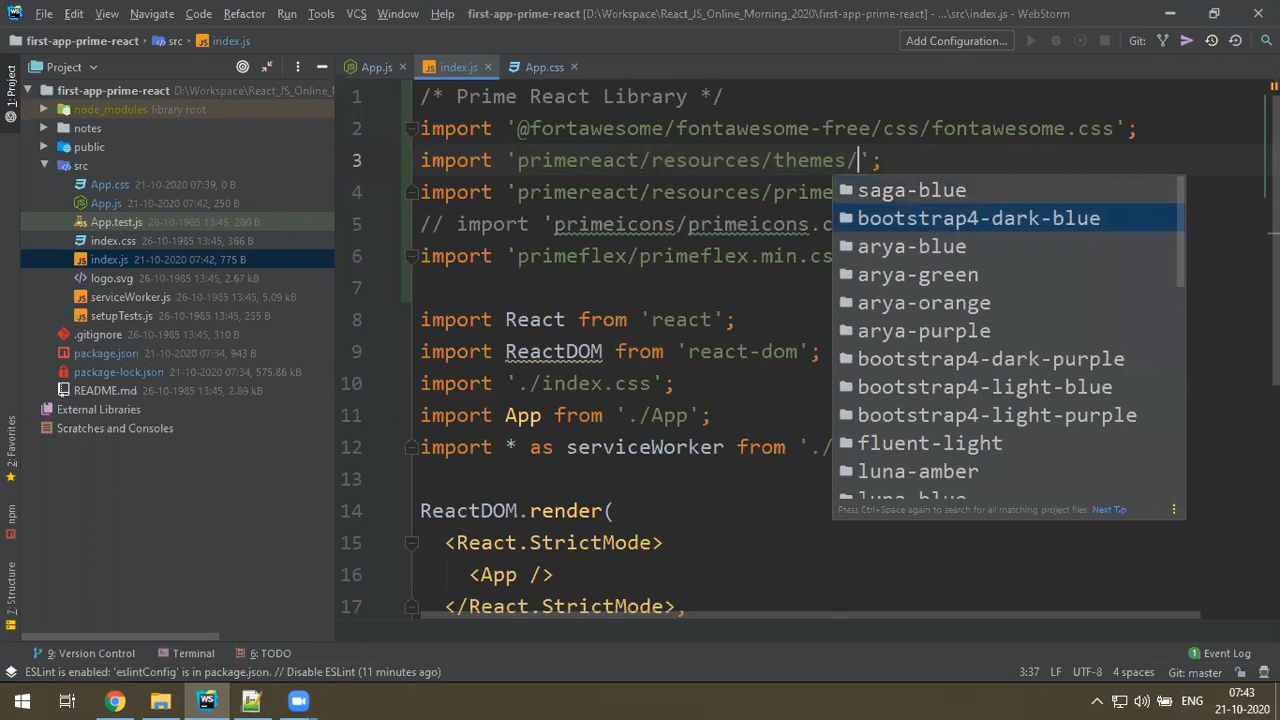 WS File Edit View Navigate Code Refactor Run Tools VCS Window Help first-app-prime-react [D:\Workspace\React_JS_Online_Morning_2020\first-app-prime-react] - ...\src\index.js - WebStorm
first-app-prime-react src index.js Add Configuration... Git:
Project App.js index.js App.css
1: Project
first-app-prime-react D:\Workspace\React_JS_Online_M
node_modules library root
notes
public
src
App.css 21-10-2020 07:39, 0 B
App.js 21-10-2020 07:42, 250 B
App.test.js 26-10-1985 13:45, 280 B
index.css 26-10-1985 13:45, 366 B
index.js 21-10-2020 07:42, 775 B
logo.svg 26-10-1985 13:45, 2.67 kB
serviceWorker.js 26-10-1985 13:45, 5.09 kB
setupTests.js 26-10-1985 13:45, 255 B
.gitignore 26-10-1985 13:45, 310 B
package.json 21-10-2020 07:34, 943 B
package-lock.json 21-10-2020 07:34, 575.86 kB
README.md 26-10-1985 13:45, 2.89 kB
External Libraries
Scratches and Consoles
2: Favorites
npm
7: Structure
1 /* Prime React Library */
2 import '@fortawesome/fontawesome-free/css/fontawesome.css';
3 import 'primereact/resources/themes/';
4 import 'primereact/resources/prime
5 // import 'primeicons/primeicons.c
6 import 'primeflex/primeflex.min.cs
7
8 import React from 'react';
9 import ReactDOM from 'react-dom';
10 import './index.css';
11 import App from './App';
12 import * as serviceWorker from './
13
14 ReactDOM.render(
15 <React.StrictMode>
16 <App />
17 </React.StrictMode>,
saga-blue
bootstrap4-dark-blue
arya-blue
arya-green
arya-orange
arya-purple
bootstrap4-dark-purple
bootstrap4-light-blue
bootstrap4-light-purple
fluent-light
luna-amber
luna-blue
Press Ctrl+Space again to search for all matching project files Next Tip
9: Version Control Terminal 6: TODO 1 Event Log
ESLint is enabled: 'eslintConfig' is in package.json. // Disable ESLint (11 minutes ago) 3:37 LF UTF-8 4 spaces Git: master
WS ENG 07:43
21-10-2020